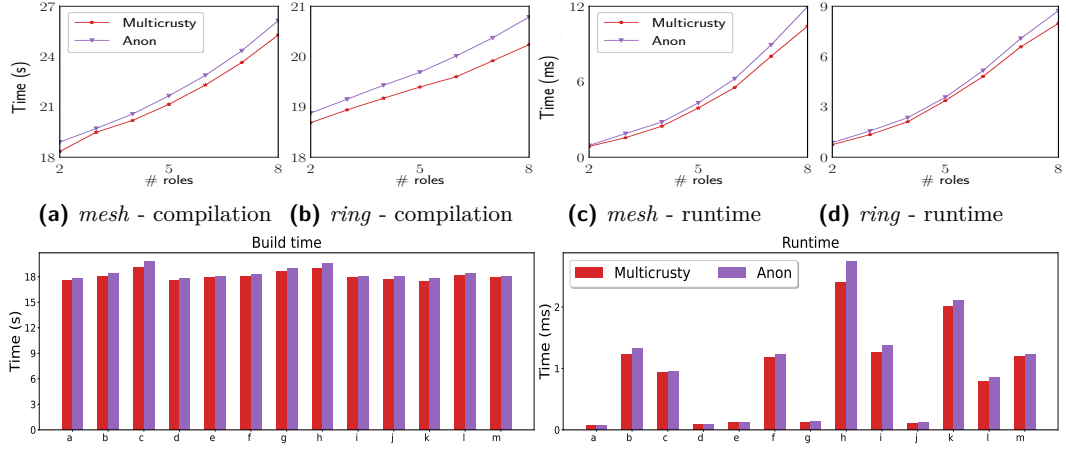 27
24
21
18
Time (s)
Multicrusty
Anon
2
5
8
# roles
21
20
19
18
2
5
8
# roles
12
6
0
Time (ms)
Multicrusty
Anon
2
5
8
# roles
9
6
3
0
2
5
8
# roles
(a) mesh - compilation
(b) ring - compilation
(c) mesh - runtime
(d) ring - runtime
Build time
18
15
12
9
6
3
0
Time (s)
a b c d e f g h i j k l m
Runtime
Multicrusty
Anon
2
1
0
Time (ms)
a b c d e f g h i j k l m